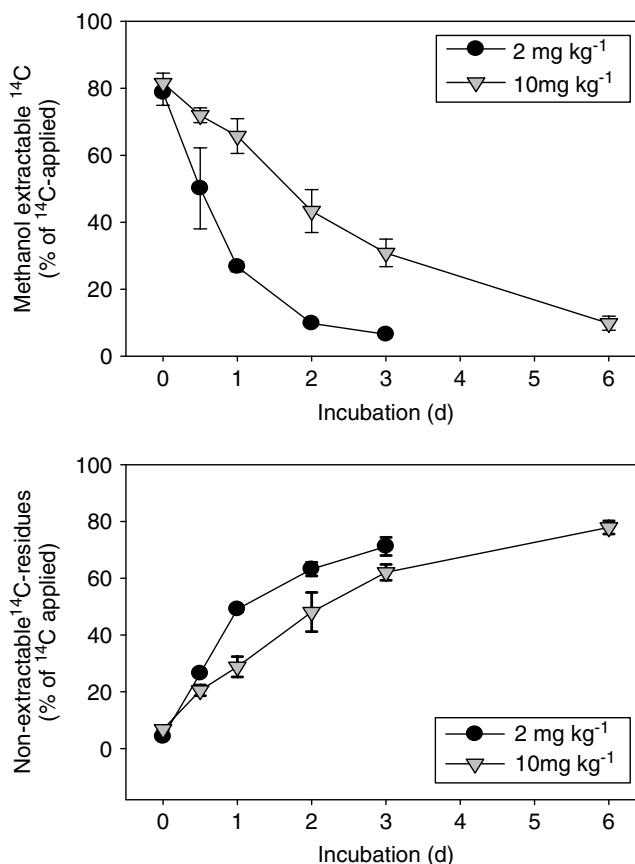 Methanol extractable ¹⁴C
(% of ¹⁴C-applied)
100
80
60
40
20
0
2 mg kg⁻¹
10mg kg⁻¹
0 1 2 3 4 5 6
Incubation (d)
Non-extractable¹⁴C-residues
(% of ¹⁴C applied)
100
80
60
40
20
0
2 mg kg⁻¹
10mg kg⁻¹
0 1 2 3 4 5 6
Incubation (d)